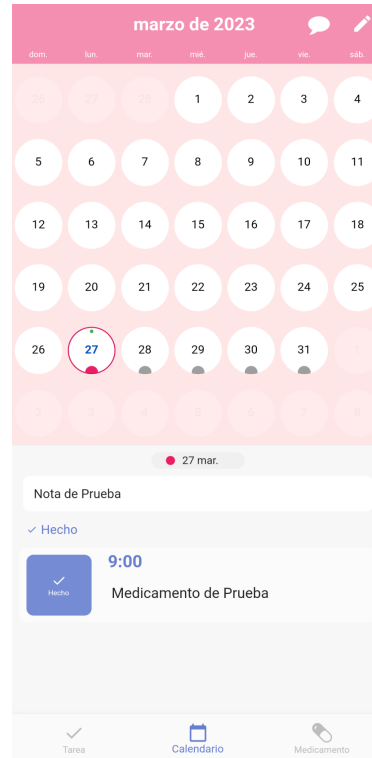 marzo de 2023
dom. lun. mar. mié. jue. vie. sáb.
26 27 28 1 2 3 4
5 6 7 8 9 10 11
12 13 14 15 16 17 18
19 20 21 22 23 24 25
26 27 28 29 30 31 1
2 3 4 5 6 7 8
27 mar.
Nota de Prueba
Hecho
9:00
Hecho
Medicamento de Prueba
Tarea Calendario Medicamento